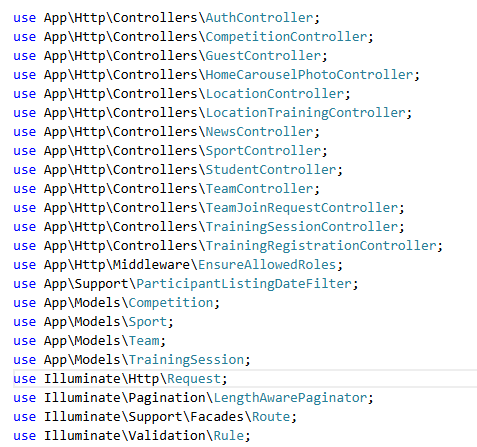 use App\Http\Controllers\AuthController;
use App\Http\Controllers\CompetitionController;
use App\Http\Controllers\GuestController;
use App\Http\Controllers\HomeCarouselPhotoController;
use App\Http\Controllers\LocationController;
use App\Http\Controllers\LocationTrainingController;
use App\Http\Controllers\NewsController;
use App\Http\Controllers\SportController;
use App\Http\Controllers\StudentController;
use App\Http\Controllers\TeamController;
use App\Http\Controllers\TeamJoinRequestController;
use App\Http\Controllers\TrainingSessionController;
use App\Http\Controllers\TrainingRegistrationController;
use App\Http\Middleware\EnsureAllowedRoles;
use App\Support\ParticipantListingDateFilter;
use App\Models\Competition;
use App\Models\Sport;
use App\Models\Team;
use App\Models\TrainingSession;
use Illuminate\Http\Request;
use Illuminate\Pagination\LengthAwarePaginator;
use Illuminate\Support\Facades\Route;
use Illuminate\Validation\Rule;